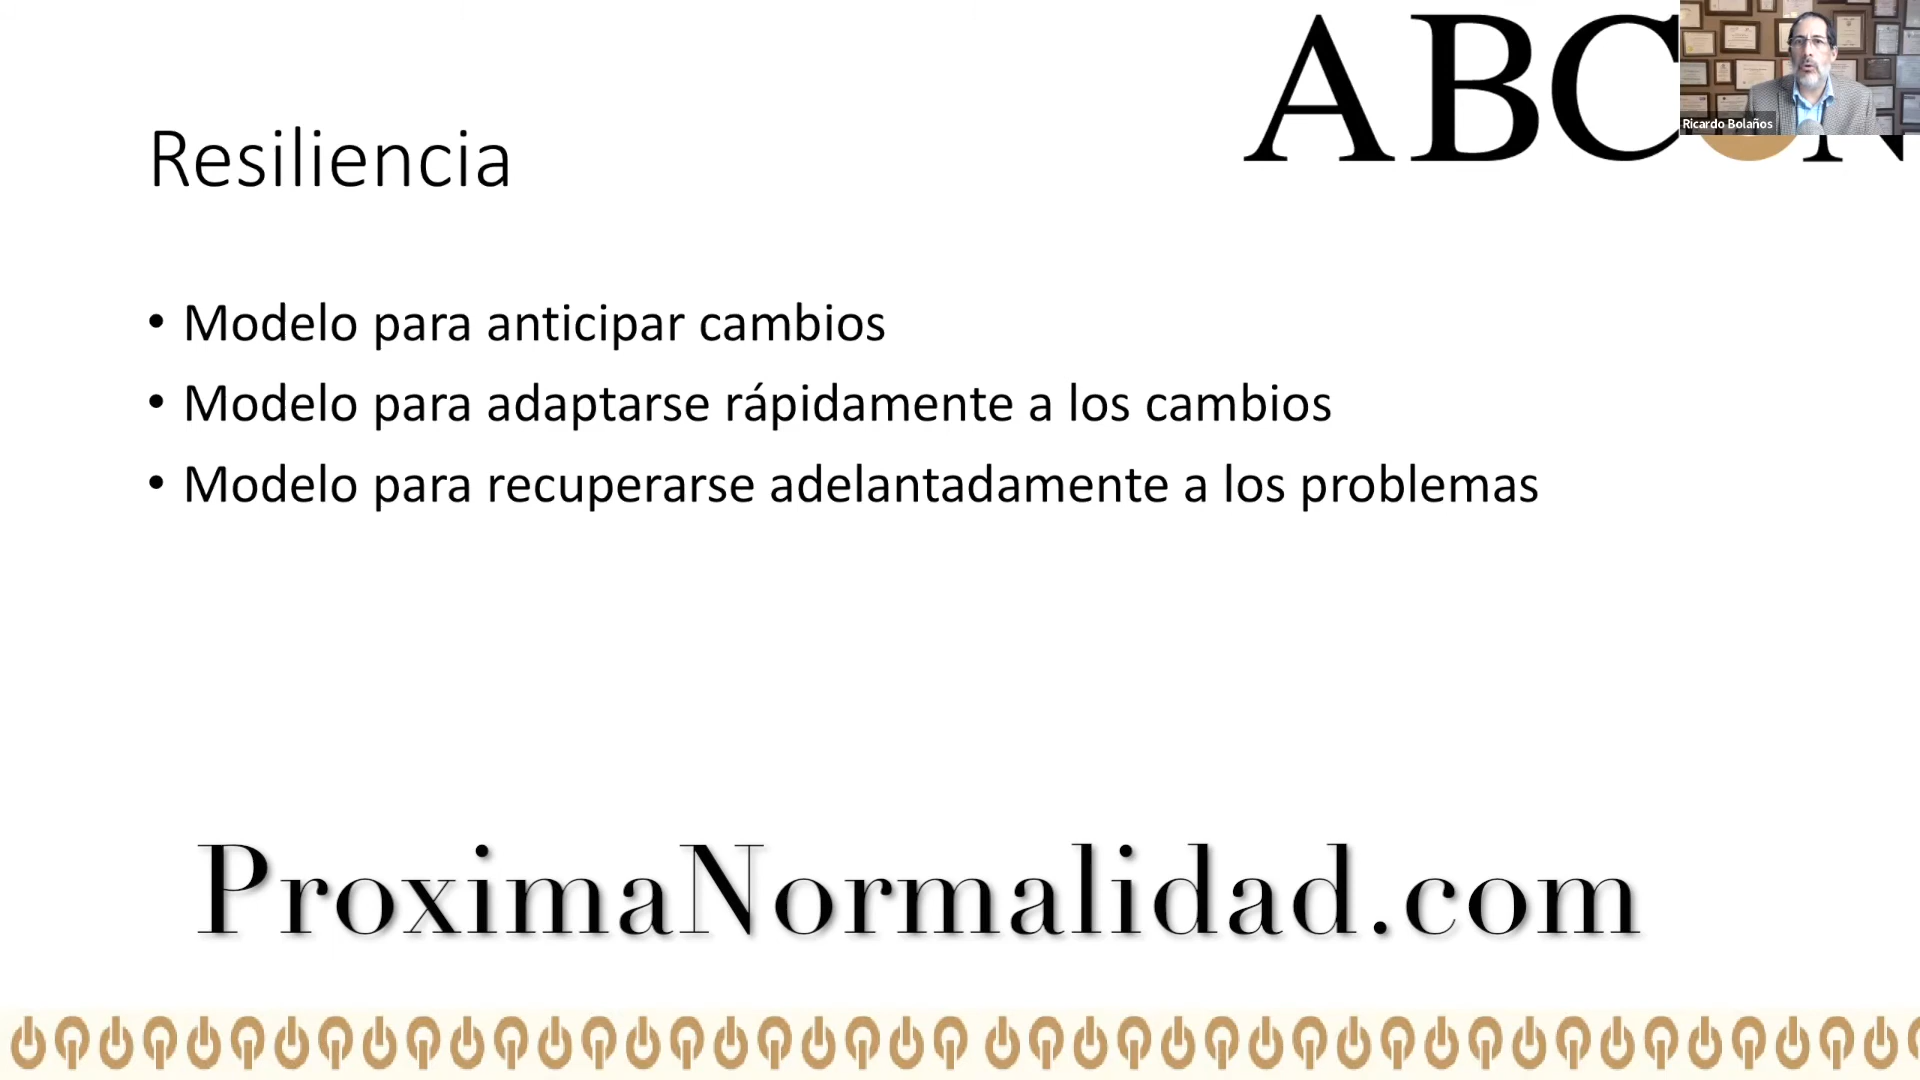 ABC N
Ricardo Bolaños
Resiliencia
• Modelo para anticipar cambios
• Modelo para adaptarse rápidamente a los cambios
• Modelo para recuperarse adelantadamente a los problemas
ProximaNormalidad.com